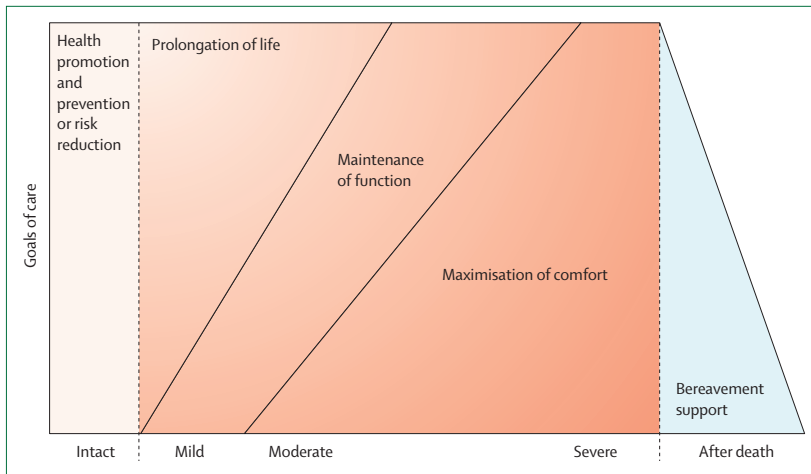 Health
promotion
and
prevention
or risk
reduction
Prolongation of life
Maintenance
of function
Maximisation of comfort
Bereavement
support
Goals of care
Intact
Mild
Moderate
Severe
After death